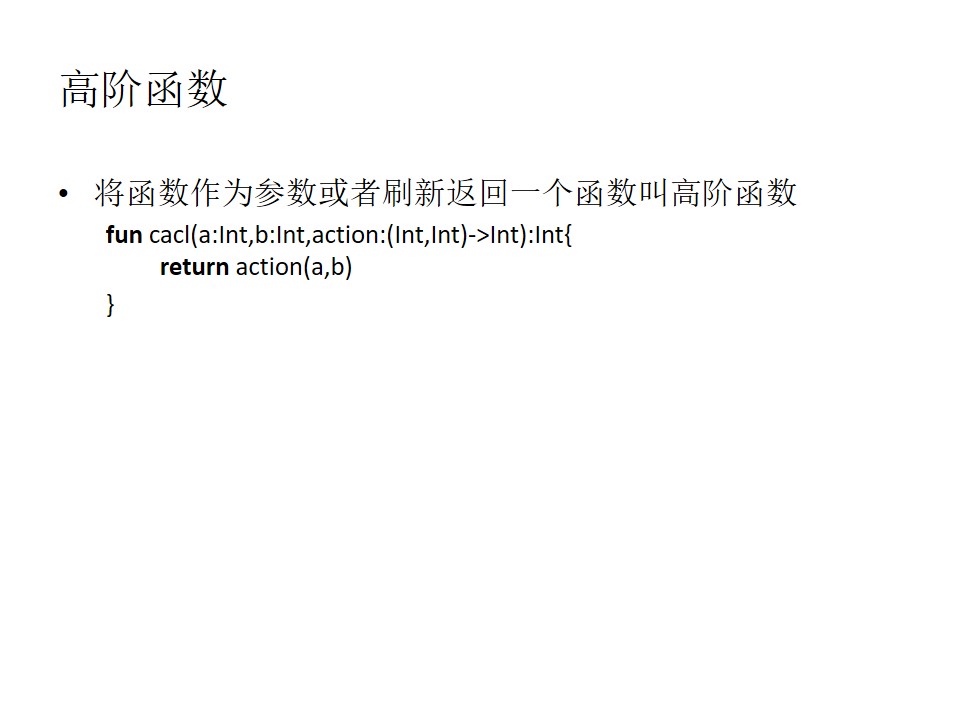 高阶函数
• 将函数作为参数或者刷新返回一个函数叫高阶函数
fun cacl(a:Int,b:Int,action:(Int,Int)->Int):Int{
return action(a,b)
}